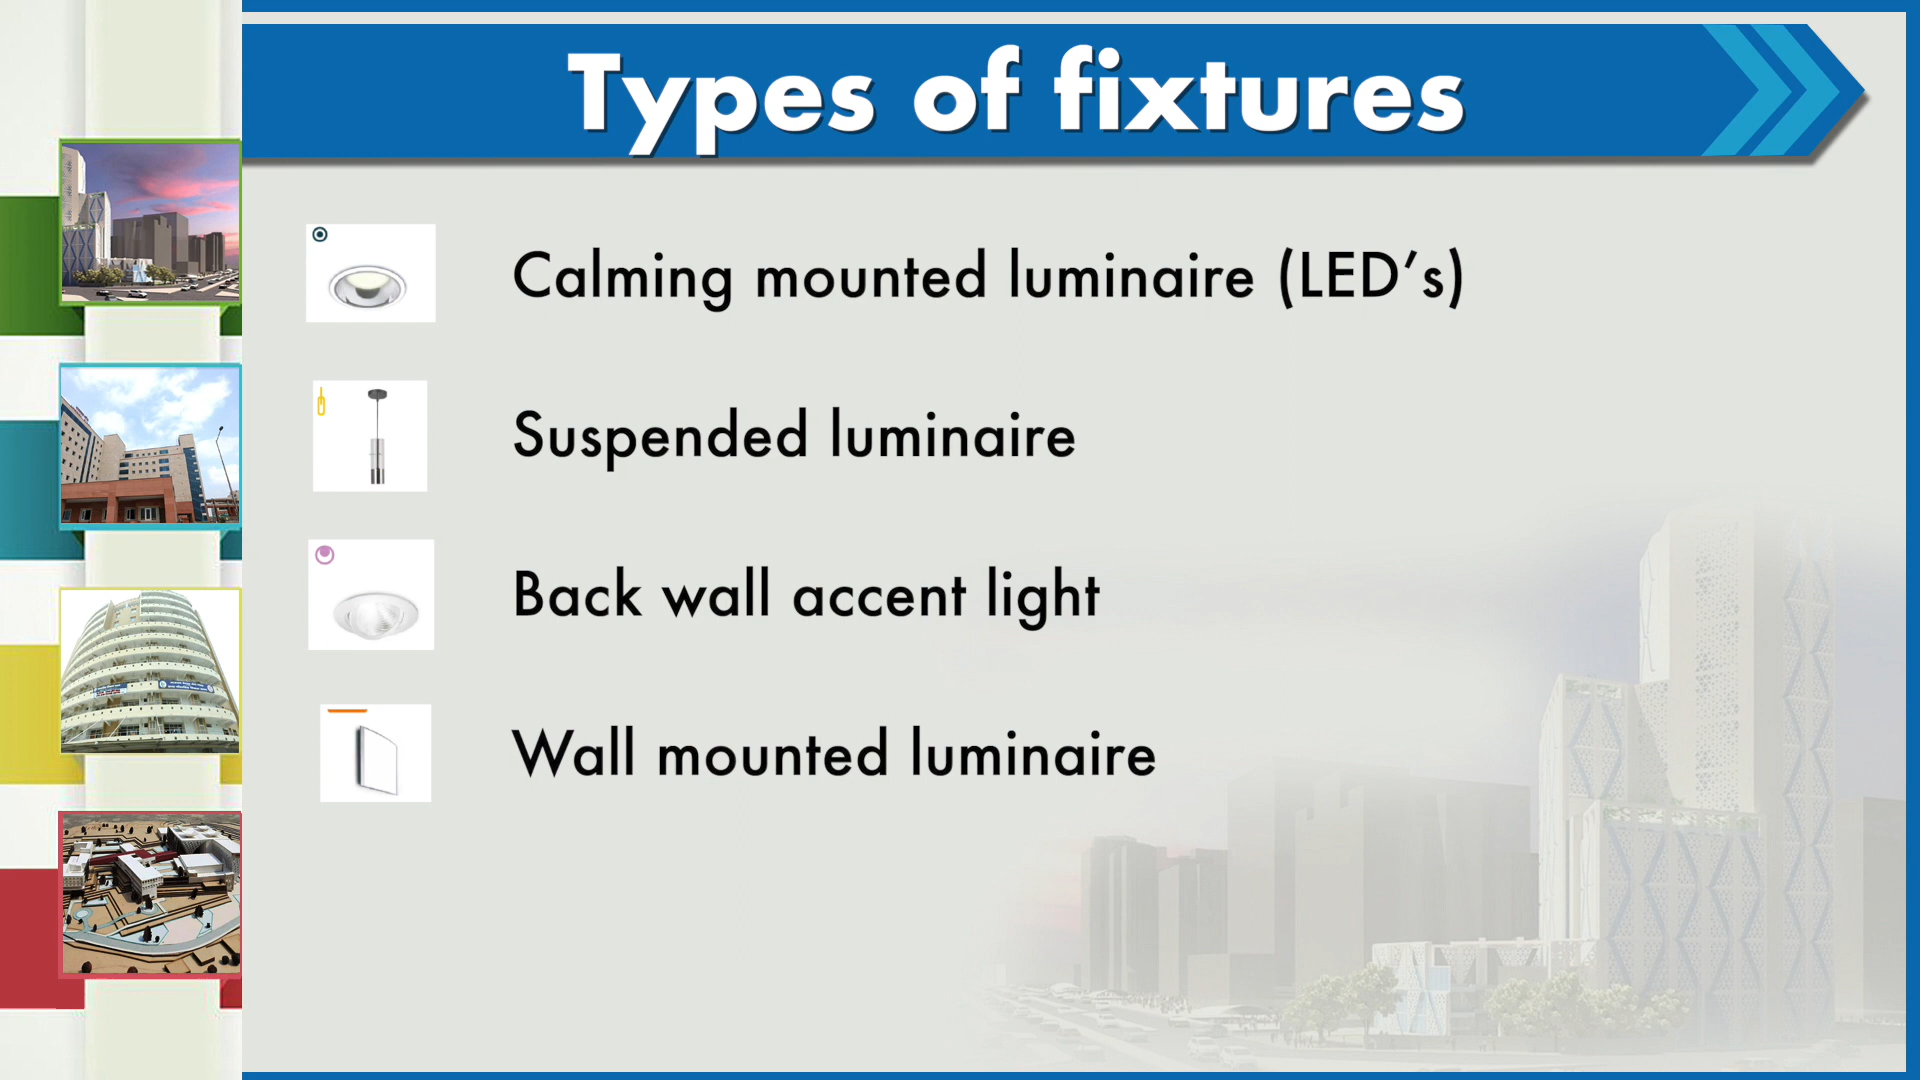 Types of fixtures
Calming mounted luminaire (LED’s)
Suspended luminaire
Back wall accent light
Wall mounted luminaire